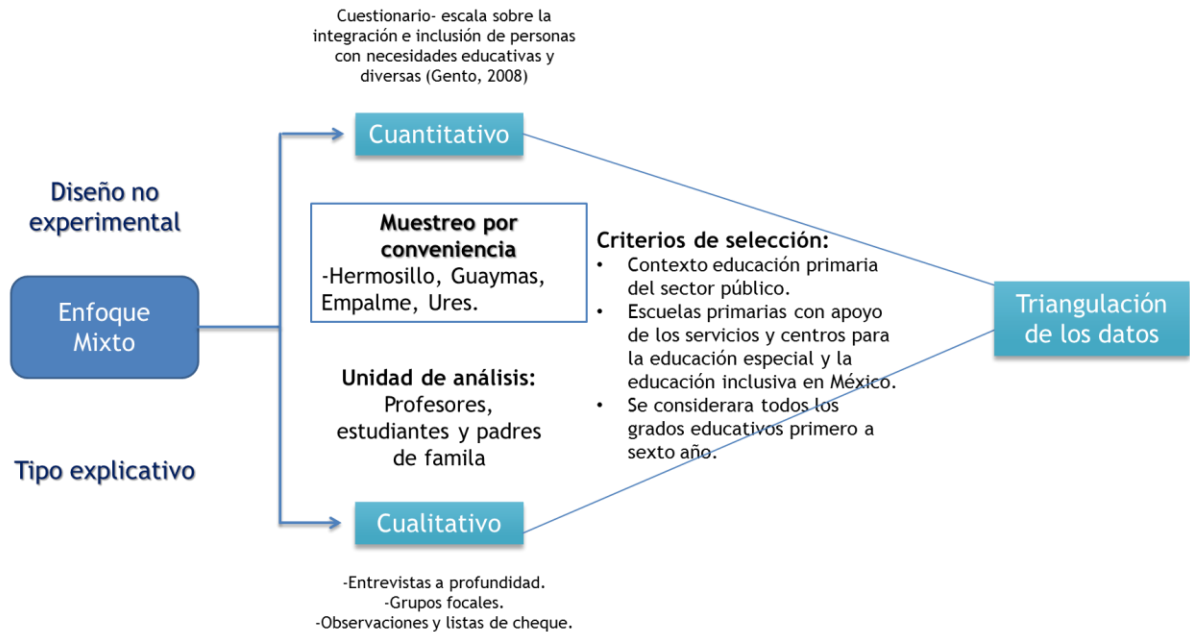 Cuestionario- escala sobre la
integración e inclusión de personas
con necesidades educativas y
diversas (Gento, 2008)
Cuantitativo
Diseño no
experimental
Enfoque
Mixto
Tipo explicativo
Muestreo por
conveniencia
-Hermosillo, Guaymas,
Empalme, Ures.
Unidad de análisis:
Profesores,
estudiantes y padres
de famila
Criterios de selección:
• Contexto educación primaria
del sector público.
• Escuelas primarias con apoyo
de los servicios y centros para
la educación especial y la
educación inclusiva en México.
• Se considerara todos los
grados educativos primero a
sexto año.
Triangulación
de los datos
Cualitativo
-Entrevistas a profundidad.
-Grupos focales.
-Observaciones y listas de cheque.